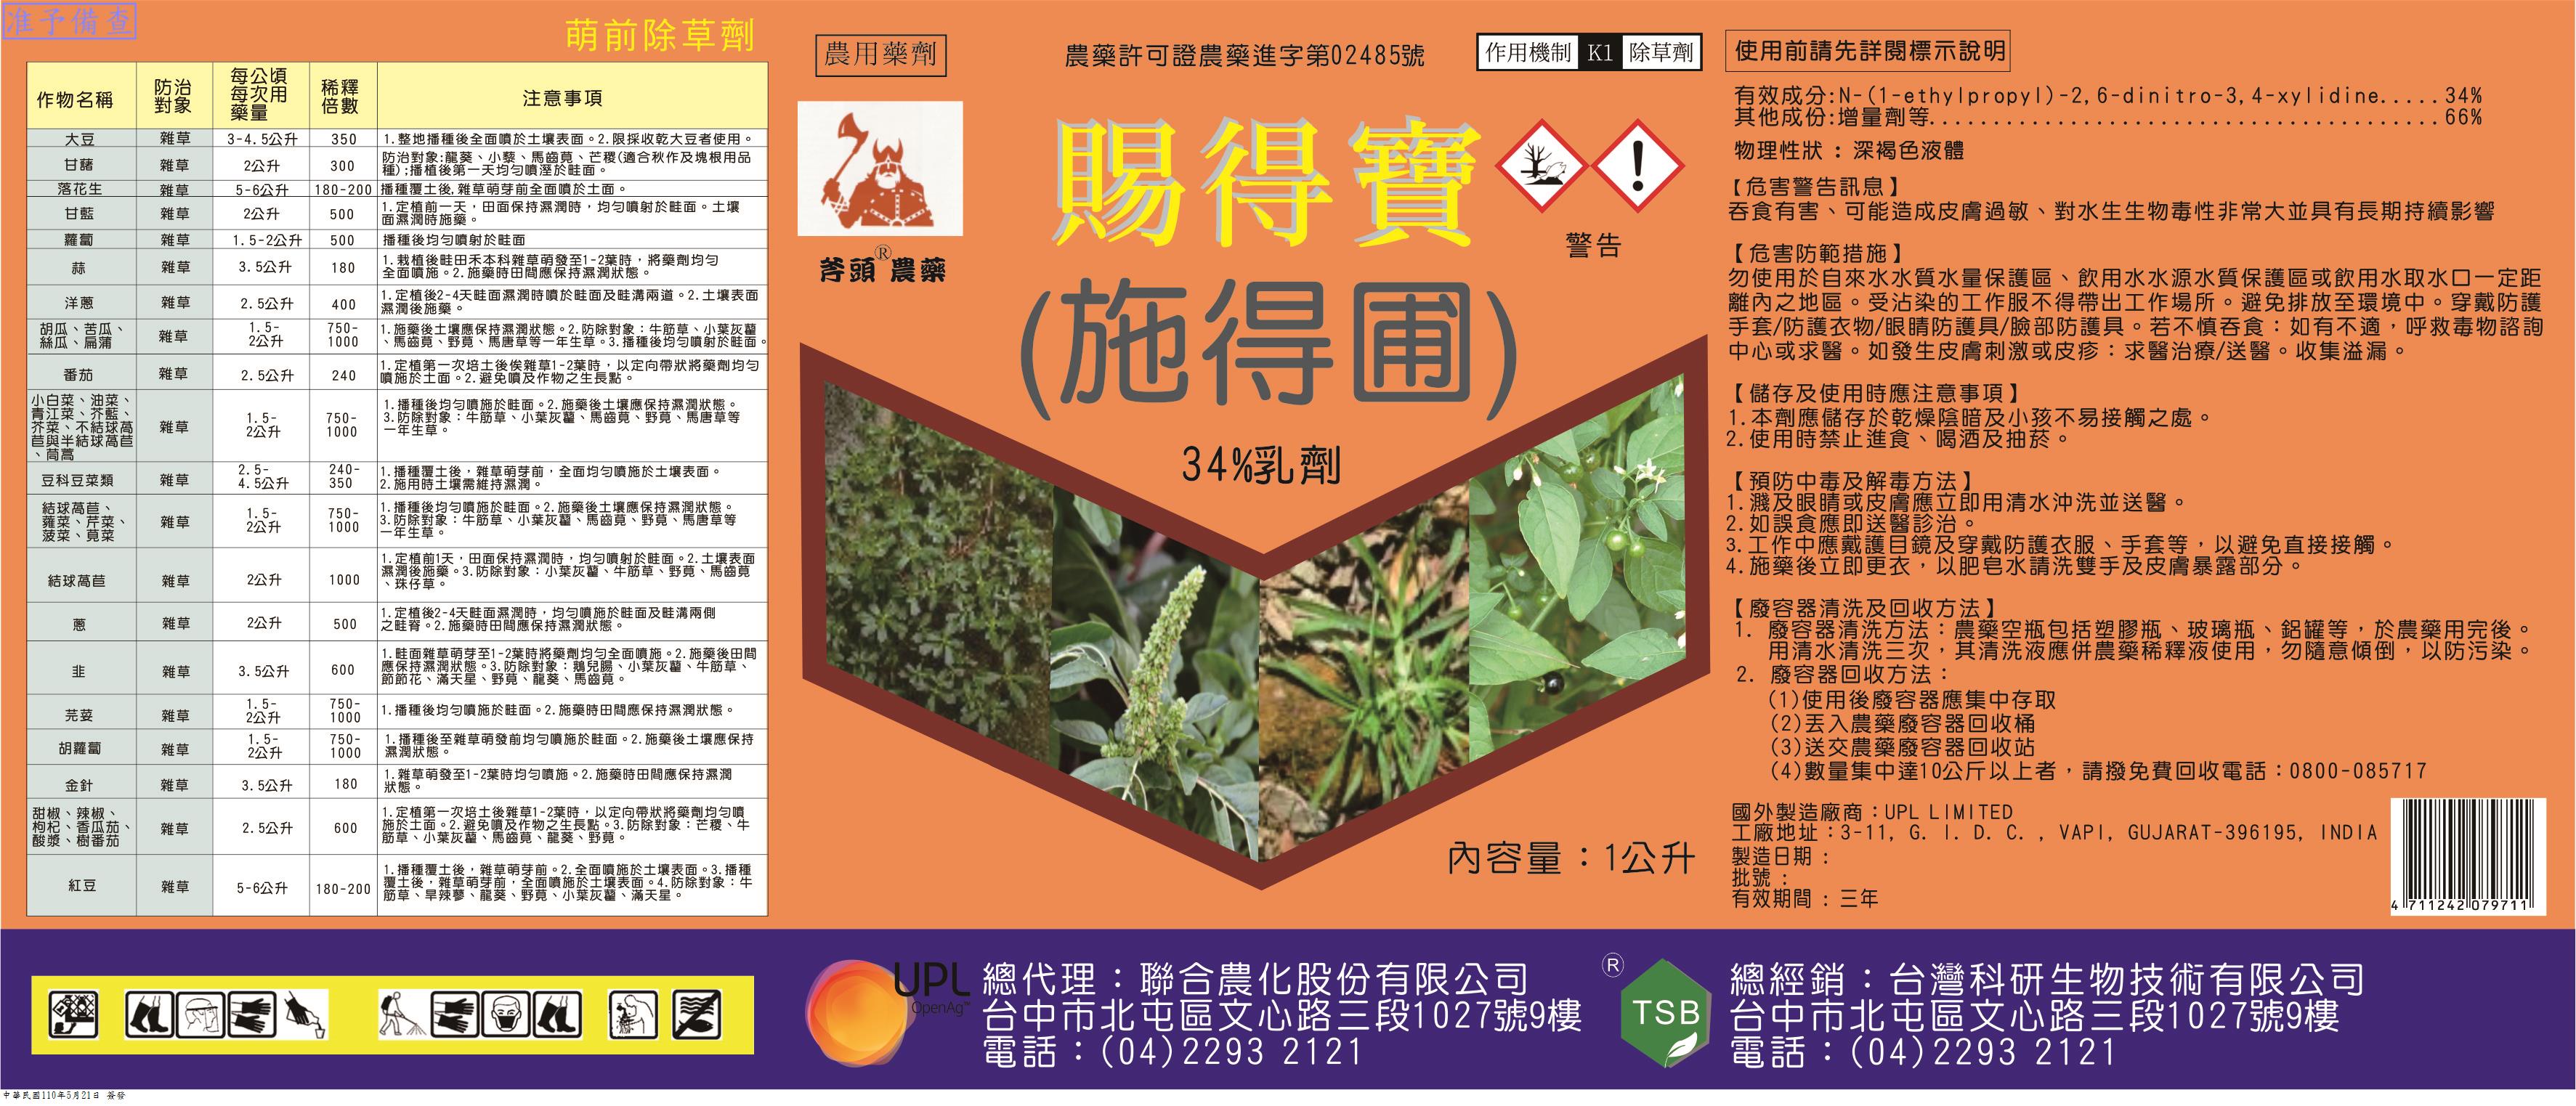 准予備查
萌前除草劑
作物名稱 防治對象 每公頃每次用藥量 稀釋倍數 注意事項
大豆 雜草 3-4.5公升 350 1.整地播種後全面噴於土壤表面。2.限採收乾大豆者使用。
甘藷 雜草 2公升 300 防治對象:龍葵、小藜、馬齒莧、芒稷(適合秋作及塊根用品
種);播植後第一天均勻噴溼於畦面。
落花生 雜草 5-6公升 180-200 播種覆土後,雜草萌芽前全面噴於土面。
甘藍 雜草 2公升 500 1.定植前一天，田面保持濕潤時，均勻噴射於畦面。土壤
面濕潤時施藥。
蘿蔔 雜草 1.5-2公升 500 播種後均勻噴射於畦面
蒜 雜草 3.5公升 180 1.栽植後畦田禾本科雜草萌發至1-2葉時，將藥劑均勻
全面噴施。2.施藥時田間應保持濕潤狀態。
洋蔥 雜草 2.5公升 400 1.定植後2-4天畦面濕潤時噴於畦面及畦溝兩道。2.土壤表面
濕潤後施藥。
胡瓜、苦瓜、
絲瓜、扁蒲 雜草 1.5-
2公升 750-
1000 1.施藥後土壤應保持濕潤狀態。2.防除對象：牛筋草、小葉灰藋
、馬齒莧、野莧、馬唐草等一年生草。3.播種後均勻噴射於畦面。
番茄 雜草 2.5公升 240 1.定植第一次培土後俟雜草1-2葉時，以定向帶狀將藥劑均勻
噴施於土面。2.避免噴及作物之生長點。
小白菜、油菜、
青江菜、芥藍、
芥菜、不結球萵
苣與半結球萵苣
、茼蒿 雜草 1.5-
2公升 750-
1000 1.播種後均勻噴施於畦面。2.施藥後土壤應保持濕潤狀態。
3.防除對象：牛筋草、小葉灰藋、馬齒莧、野莧、馬唐草等
一年生草。
豆科豆菜類 雜草 2.5-
4.5公升 240-
350 1.播種覆土後，雜草萌芽前，全面均勻噴施於土壤表面。
2.施用時土壤需維持濕潤。
結球萵苣、
蕹菜、芹菜、
菠菜、莧菜 雜草 1.5-
2公升 750-
1000 1.播種後均勻噴施於畦面。2.施藥後土壤應保持濕潤狀態。
3.防除對象：牛筋草、小葉灰藋、馬齒莧、野莧、馬唐草等
一年生草。
結球萵苣 雜草 2公升 1000 1.定植前1天，田面保持濕潤時，均勻噴射於畦面。2.土壤表面
濕潤後施藥。3.防除對象：小葉灰藋、牛筋草、野莧、馬齒莧
、珠仔草。
蔥 雜草 2公升 500 1.定植後2-4天畦面濕潤時，均勻噴施於畦面及畦溝兩側
之畦脊。2.施藥時田間應保持濕潤狀態。
韭 雜草 3.5公升 600 1.畦面雜草萌芽至1-2葉時將藥劑均勻全面噴施。2.施藥後田間
應保持濕潤狀態。3.防除對象：鵝兒腸、小葉灰藋、牛筋草、
節節花、滿天星、野莧、龍葵、馬齒莧。
芫荽 雜草 1.5-
2公升 750-
1000 1.播種後均勻噴施於畦面。2.施藥時田間應保持濕潤狀態。
胡蘿蔔 雜草 1.5-
2公升 750-
1000 1.播種後至雜草萌發前均勻噴施於畦面。2.施藥後土壤應保持
濕潤狀態。
金針 雜草 3.5公升 180 1.雜草萌發至1-2葉時均勻噴施。2.施藥時田間應保持濕潤
狀態。
甜椒、辣椒、
枸杞、香瓜茄、
酸漿、樹番茄 雜草 2.5公升 600 1.定植第一次培土後雜草1-2葉時，以定向帶狀將藥劑均勻噴
施於土面。2.避免噴及作物之生長點。3.防除對象：芒稷、牛
筋草、小葉灰藋、馬齒莧、龍葵、野莧。
紅豆 雜草 5-6公升 180-200 1.播種覆土後，雜草萌芽前。2.全面噴施於土壤表面。3.播種
覆土後，雜草萌芽前，全面噴施於土壤表面。4.防除對象：牛
筋草、旱辣蓼、龍葵、野莧、小葉灰藋、滿天星。
農用藥劑
農藥許可證農藥進字第02485號
作用機制 K1 除草劑
斧頭®農藥
賜得寶
警告
(施得圃)
34%乳劑
內容量：1公升
使用前請先詳閱標示說明
有效成分:N-(1-ethylpropyl)-2,6-dinitro-3,4-xylidine.....34%
其他成份:增量劑等........................................66%
物理性狀：深褐色液體
【危害警告訊息】
吞食有害、可能造成皮膚過敏、對水生生物毒性非常大並具有長期持續影響
【危害防範措施】
勿使用於自來水水質水量保護區、飲用水水源水質保護區或飲用水取水口一定距
離內之地區。受沾染的工作服不得帶出工作場所。避免排放至環境中。穿戴防護
手套/防護衣物/眼睛防護具/臉部防護具。若不慎吞食：如有不適，呼救毒物諮詢
中心或求醫。如發生皮膚刺激或皮疹：求醫治療/送醫。收集溢漏。
【儲存及使用時應注意事項】
1.本劑應儲存於乾燥陰暗及小孩不易接觸之處。
2.使用時禁止進食、喝酒及抽菸。
【預防中毒及解毒方法】
1.濺及眼睛或皮膚應立即用清水沖洗並送醫。
2.如誤食應即送醫診治。
3.工作中應戴護目鏡及穿戴防護衣服、手套等，以避免直接接觸。
4.施藥後立即更衣，以肥皂水請洗雙手及皮膚暴露部分。
【廢容器清洗及回收方法】
1. 廢容器清洗方法：農藥空瓶包括塑膠瓶、玻璃瓶、鋁罐等，於農藥用完後。
用清水清洗三次，其清洗液應併農藥稀釋液使用，勿隨意傾倒，以防污染。
2. 廢容器回收方法：
(1)使用後廢容器應集中存取
(2)丟入農藥廢容器回收桶
(3)送交農藥廢容器回收站
(4)數量集中達10公斤以上者，請撥免費回收電話：0800-085717
國外製造廠商：UPL LIMITED
工廠地址：3-11, G. I. D. C. , VAPI, GUJARAT-396195, INDIA
製造日期：
批號：
有效期間：三年
4 711242 079711
UPL
OpenAg™
總代理：聯合農化股份有限公司
台中市北屯區文心路三段1027號9樓
電話：(04)2293 2121
®
TSB
總經銷：台灣科研生物技術有限公司
台中市北屯區文心路三段1027號9樓
電話：(04)2293 2121
中華民國110年5月21日 簽發